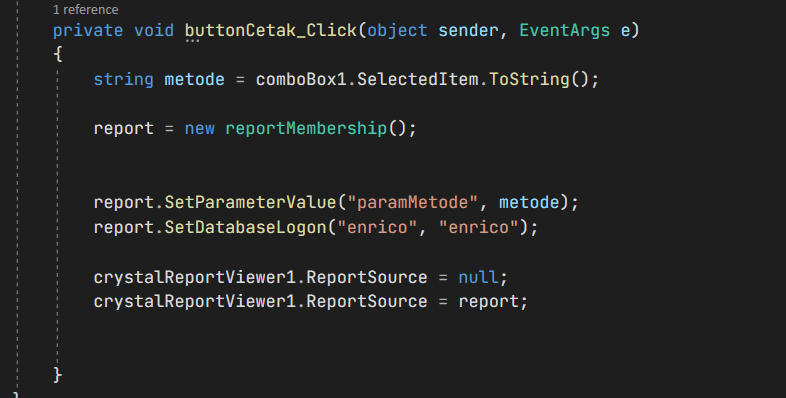 1 reference
private void buttonCetak_Click(object sender, EventArgs e)
{
string metode = comboBox1.SelectedItem.ToString();
report = new reportMembership();
report.SetParameterValue("paramMetode", metode);
report.SetDatabaseLogon("enrico", "enrico");
crystalReportViewer1.ReportSource = null;
crystalReportViewer1.ReportSource = report;
}
}